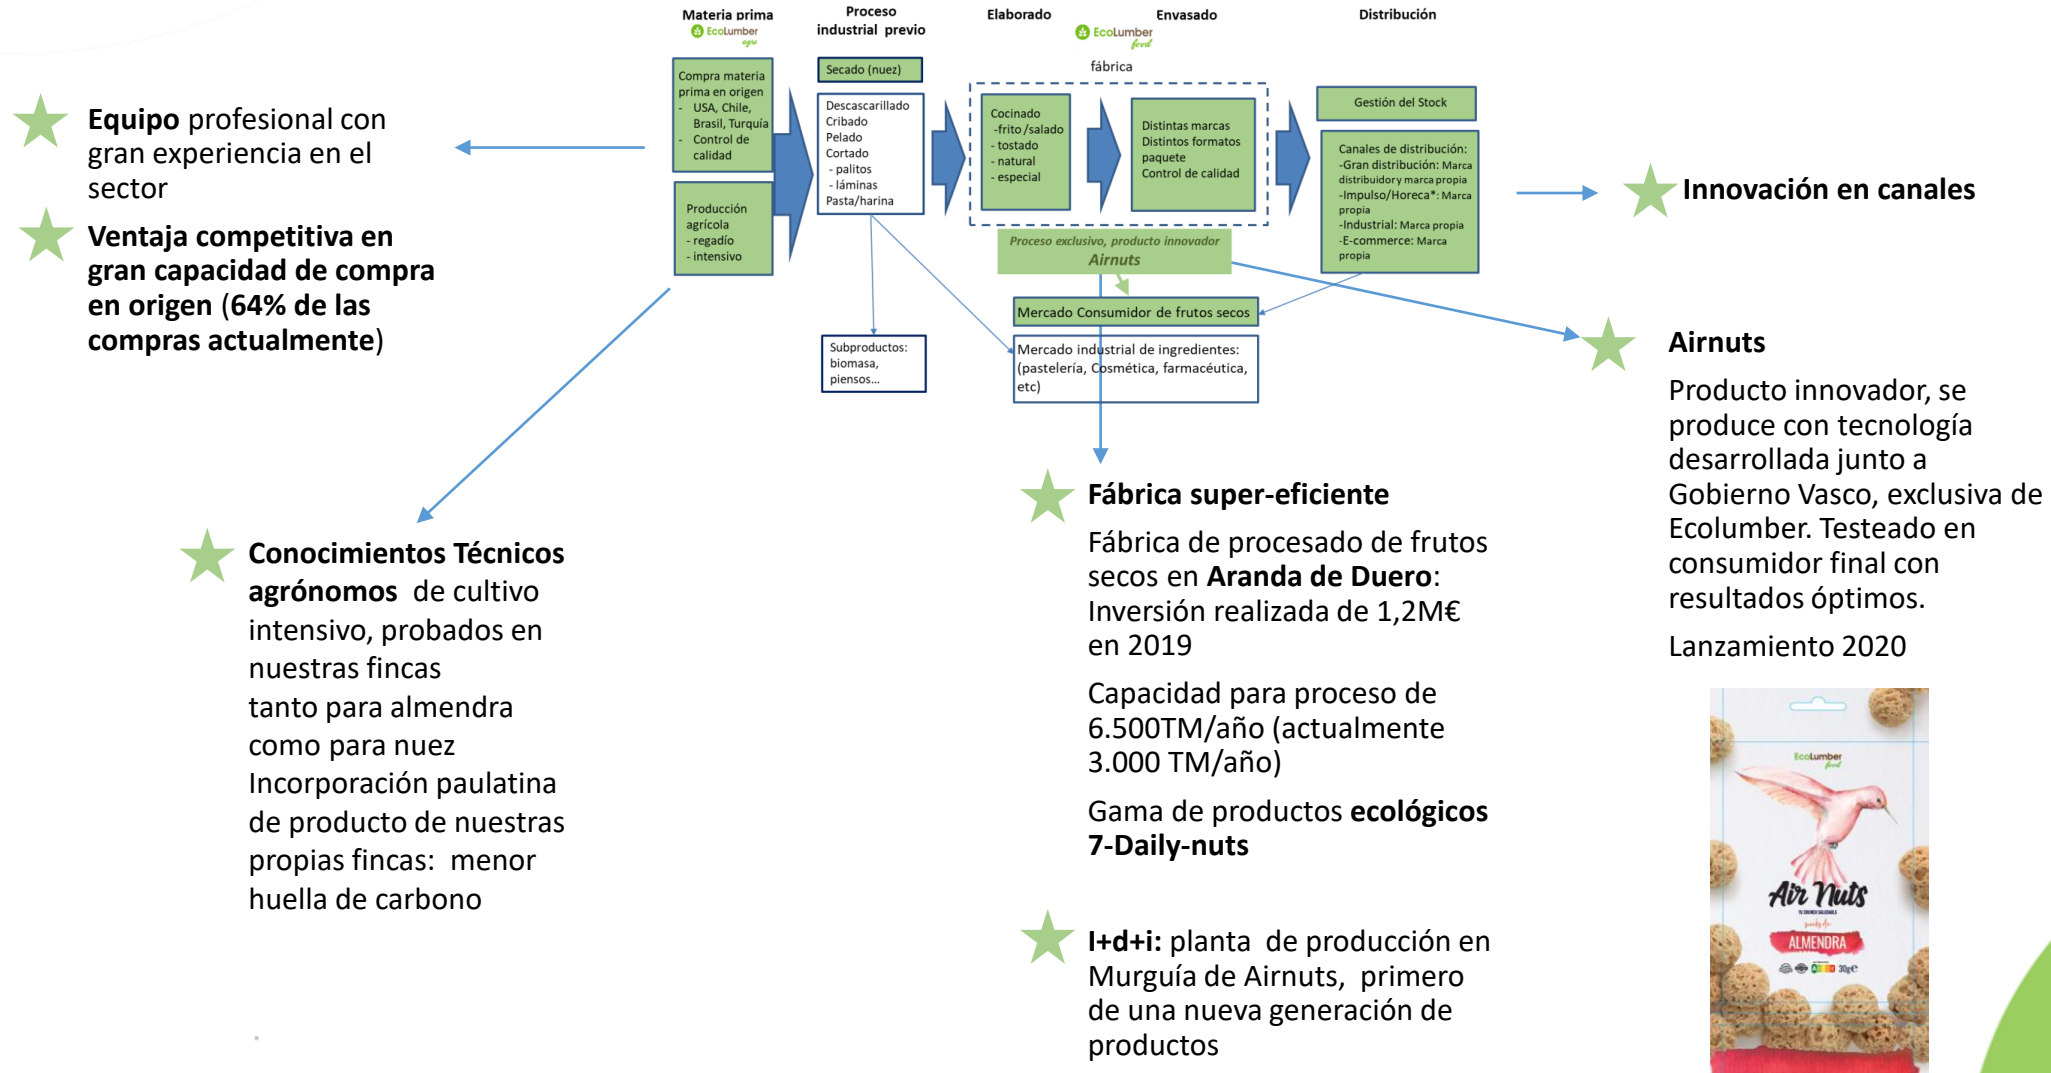 Materia prima
EcoLumber
agro
Proceso
industrial previo
Elaborado
EcoLumber
food
Envasado
Distribución
fábrica
Compra materia
prima en origen
- USA, Chile,
Brasil, Turquía
- Control de
calidad
Producción
agrícola
- regadío
- intensivo
Secado (nuez)
Descascarillado
Cribado
Pelado
Cortado
- palitos
- láminas
Pasta/harina
Cocinado
-frito /salado
- tostado
- natural
- especial
Distintas marcas
Distintos formatos
paquete
Control de calidad
Gestión del Stock
Canales de distribución:
-Gran distribución: Marca
distribuidor y marca propia
-Impulso/Horeca*: Marca
propia
-Industrial: Marca propia
-E-commerce: Marca
propia
Proceso exclusivo, producto innovador
Airnuts
Mercado Consumidor de frutos secos
Subproductos:
biomasa,
piensos...
Mercado industrial de ingredientes:
(pastelería, Cosmética, farmacéutica,
etc)
Equipo profesional con
gran experiencia en el
sector
Ventaja competitiva en
gran capacidad de compra
en origen (64% de las
compras actualmente)
Conocimientos Técnicos
agrónomos de cultivo
intensivo, probados en
nuestras fincas
tanto para almendra
como para nuez
Incorporación paulatina
de producto de nuestras
propias fincas: menor
huella de carbono
Fábrica super-eficiente
Fábrica de procesado de frutos
secos en Aranda de Duero:
Inversión realizada de 1,2M€
en 2019
Capacidad para proceso de
6.500TM/año (actualmente
3.000 TM/año)
Gama de productos ecológicos
7-Daily-nuts
I+d+i: planta de producción en
Murguía de Airnuts, primero
de una nueva generación de
productos
Innovación en canales
Airnuts
Producto innovador, se
produce con tecnología
desarrollada junto a
Gobierno Vasco, exclusiva de
Ecolumber. Testeado en
consumidor final con
resultados óptimos.
Lanzamiento 2020
EcoLumber
food
Air Nuts
TU CRUNCH SALUDABLE
snacks de
ALMENDRA
30g℮